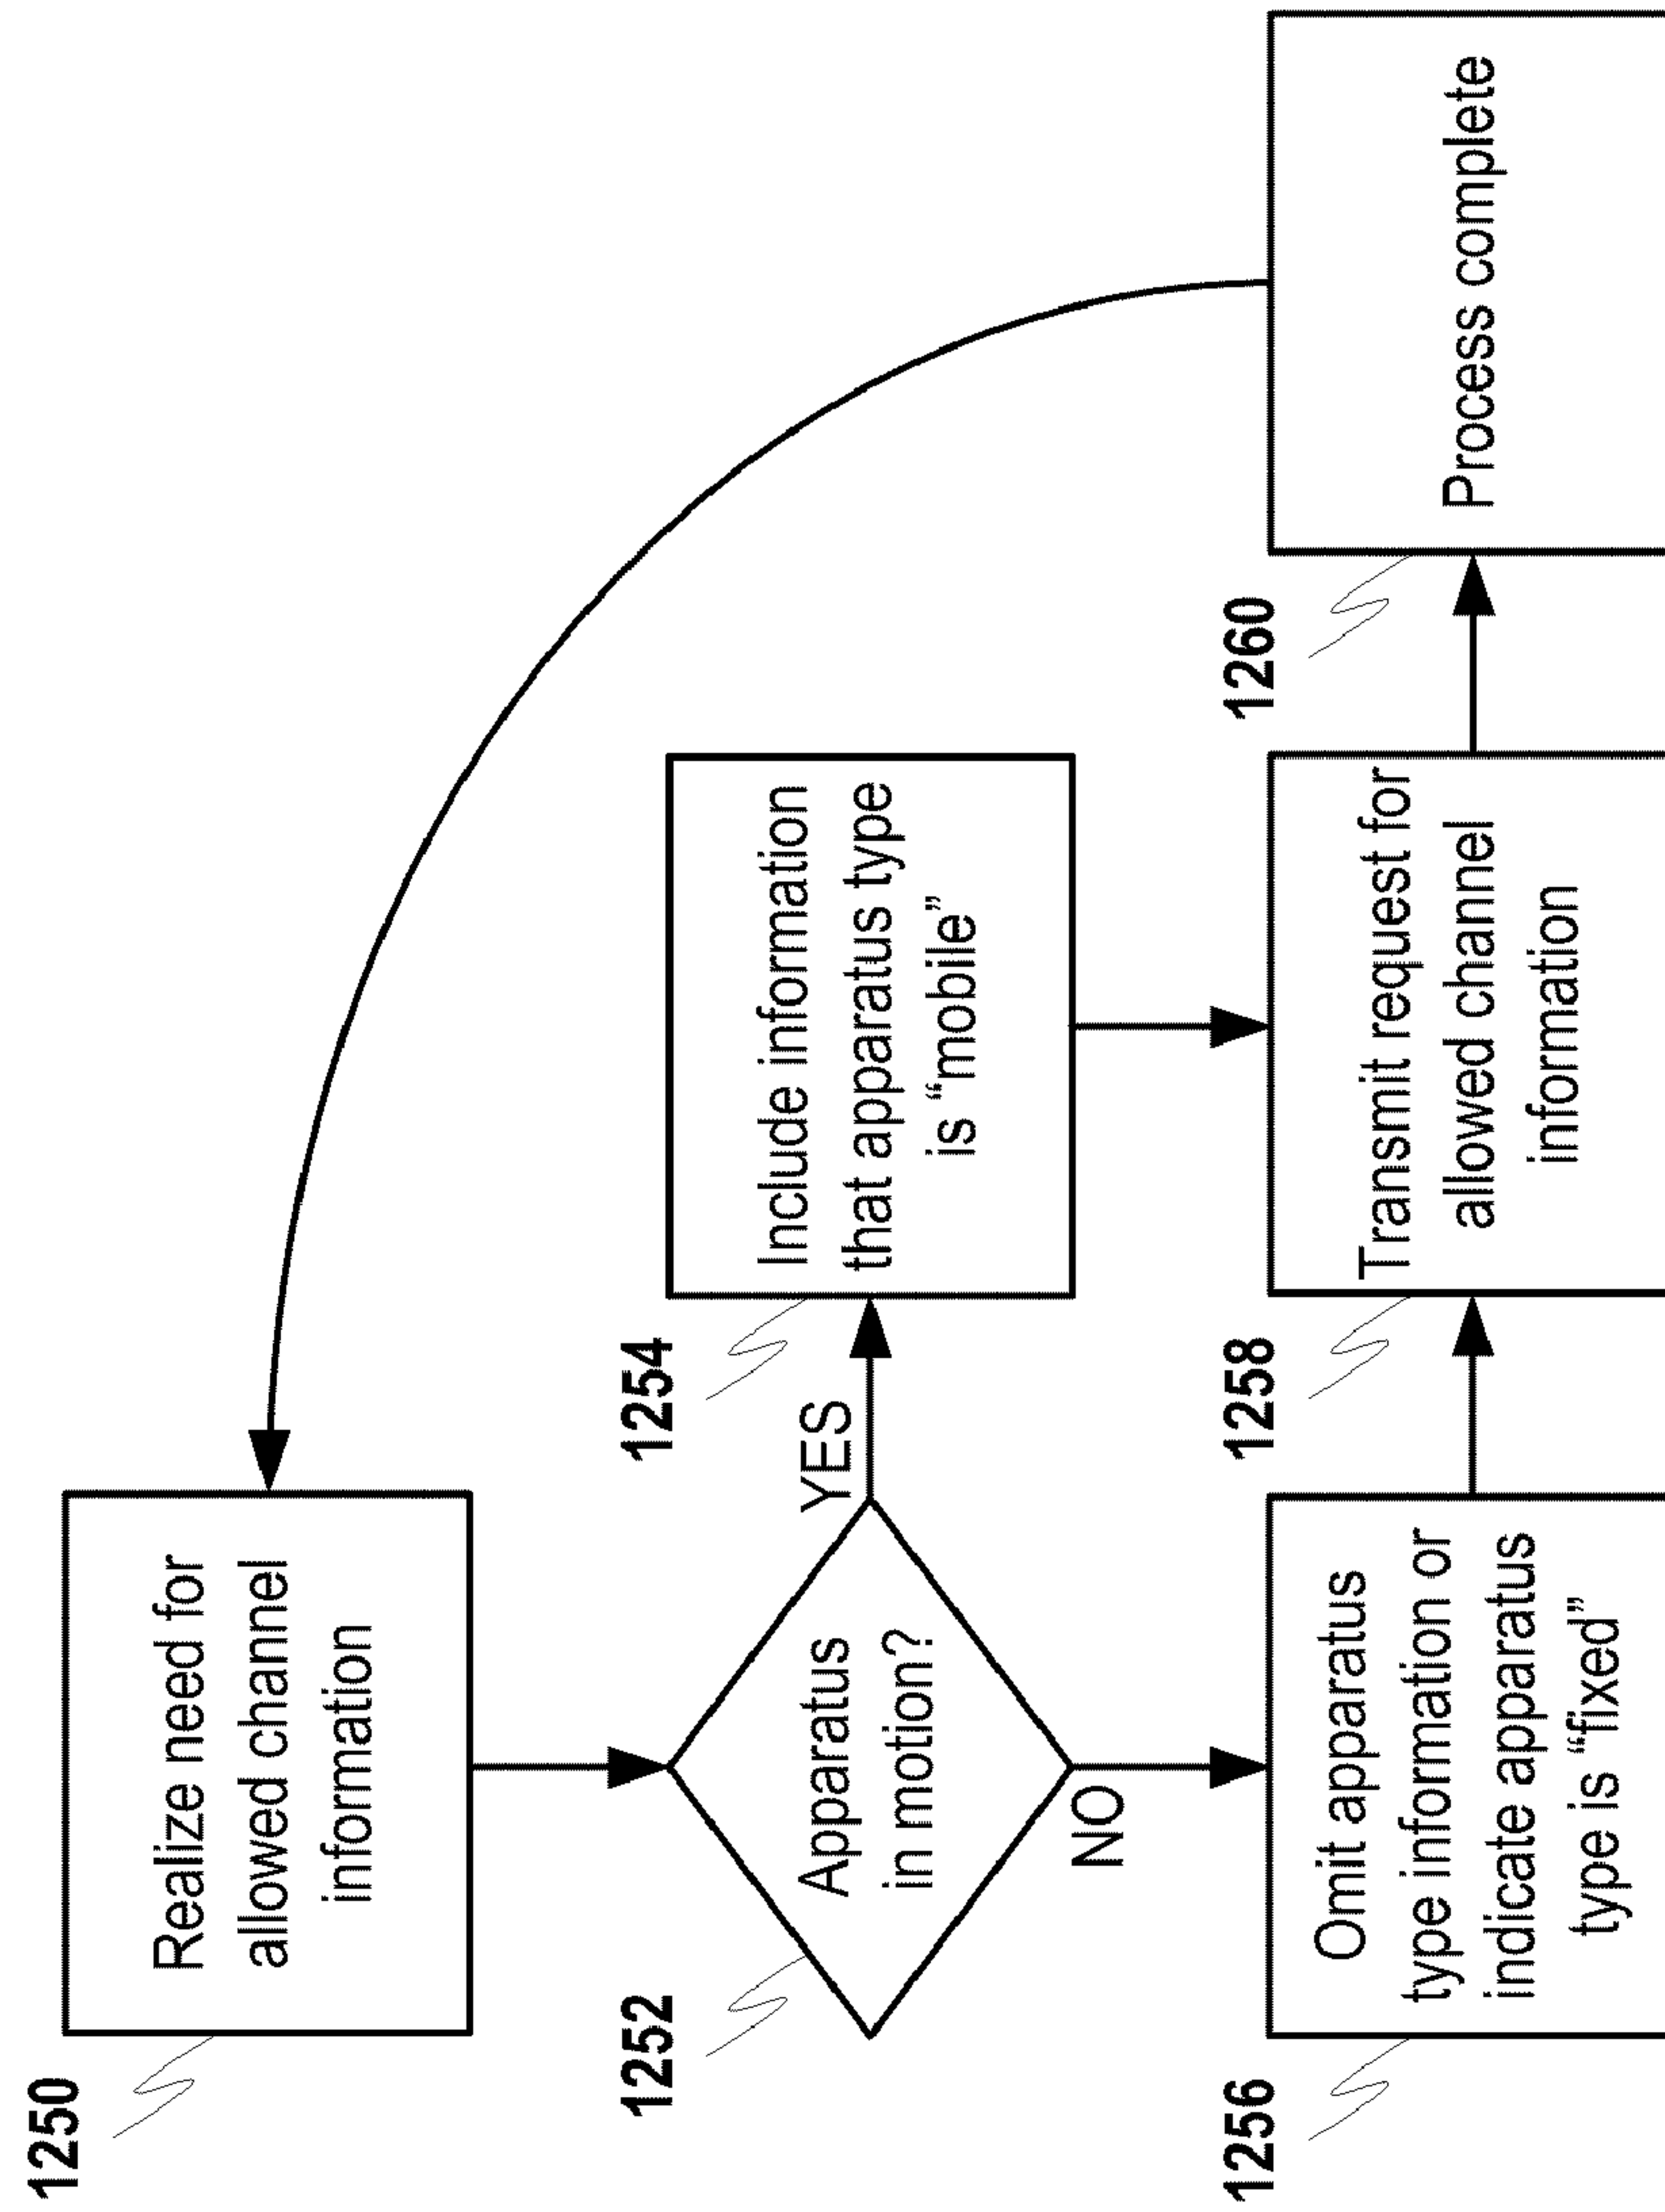 1250
Realize need for
allowed channel
information
1252
Apparatus
in motion?
YES
NO
1254
Include information
that apparatus type
is “mobile”
1256
Omit apparatus
type information or
indicate apparatus
type is “fixed”
1258
Transmit request for
allowed channel
information
1260
Process complete